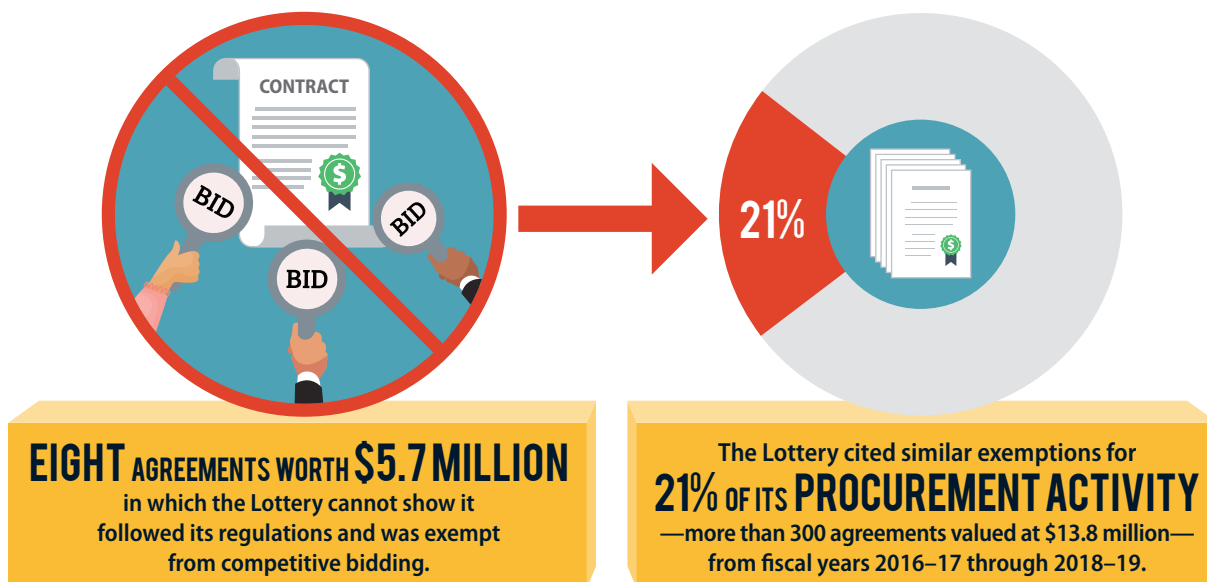 CONTRACT
BID
BID
BID
21%
EIGHT AGREEMENTS WORTH $5.7 MILLION
in which the Lottery cannot show it
followed its regulations and was exempt
from competitive bidding.
The Lottery cited similar exemptions for
21% OF ITS PROCUREMENT ACTIVITY
—more than 300 agreements valued at $13.8 million—
from fiscal years 2016–17 through 2018–19.